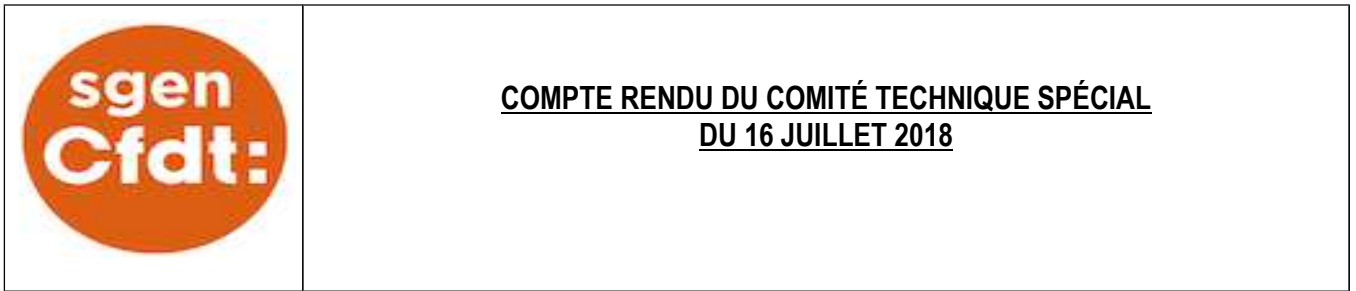 sgen
Cfdt:
COMPTE RENDU DU COMITÉ TECHNIQUE SPÉCIAL
DU 16 JUILLET 2018